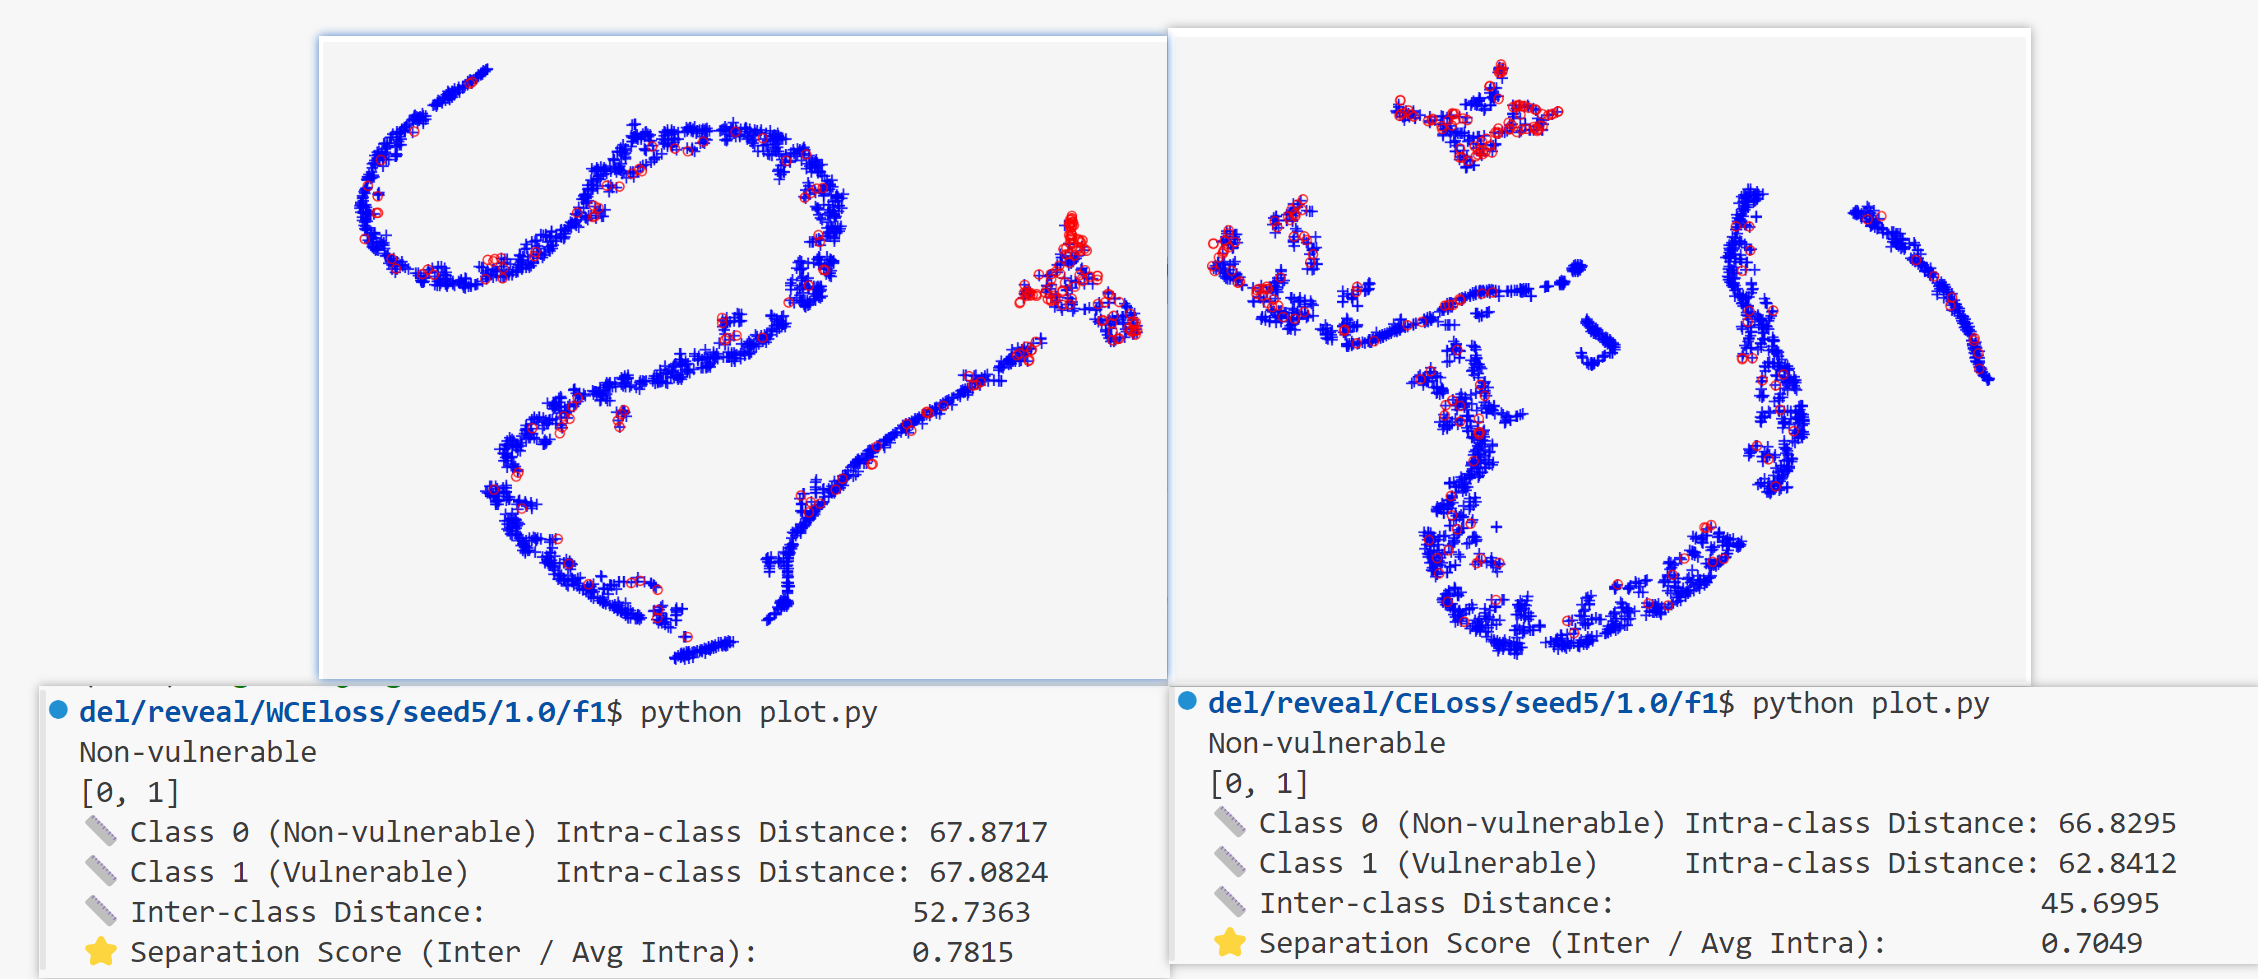 del/reveal/WCEloss/seed5/1.0/f1$ python plot.py
Non-vulnerable
[0, 1]
📏 Class 0 (Non-vulnerable) Intra-class Distance: 67.8717
📏 Class 1 (Vulnerable) Intra-class Distance: 67.0824
📏 Inter-class Distance: 52.7363
⭐ Separation Score (Inter / Avg Intra): 0.7815
del/reveal/CELoss/seed5/1.0/f1$ python plot.py
Non-vulnerable
[0, 1]
📏 Class 0 (Non-vulnerable) Intra-class Distance: 66.8295
📏 Class 1 (Vulnerable) Intra-class Distance: 62.8412
📏 Inter-class Distance: 45.6995
⭐ Separation Score (Inter / Avg Intra): 0.7049